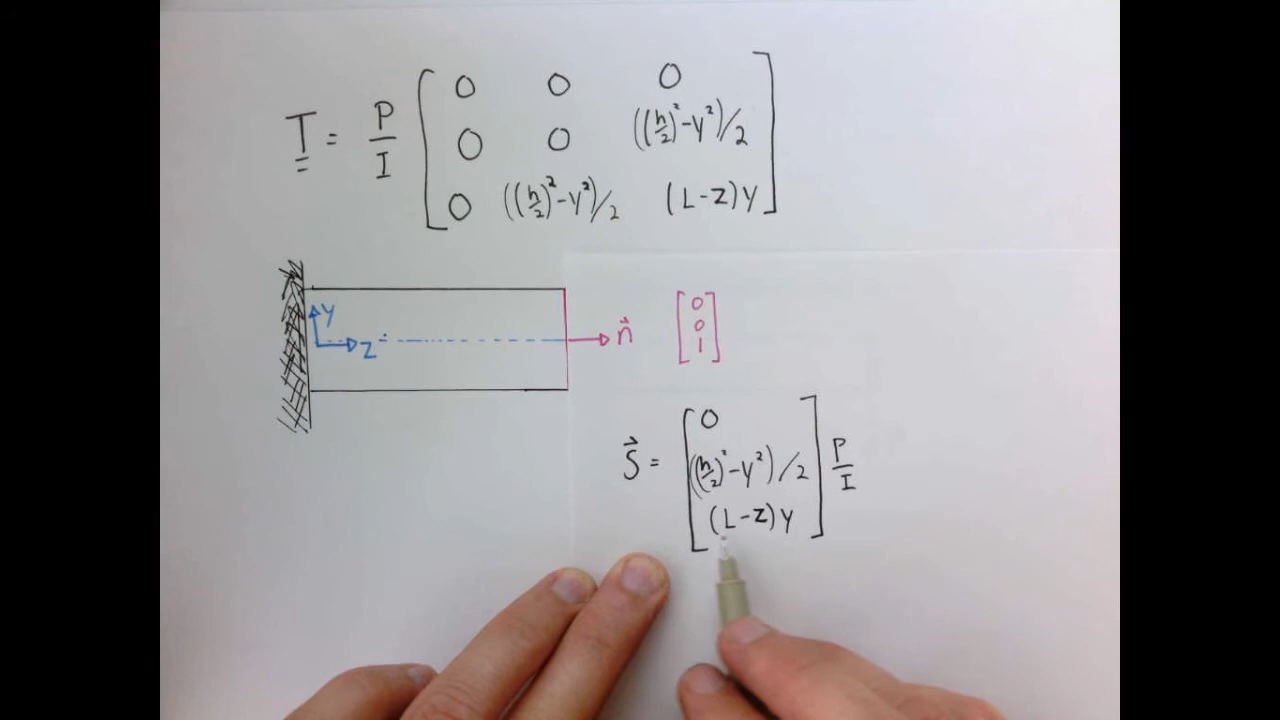 T = P/I [ 0 0 0
0 0 ((h/2)²-y²)/2
0 ((h/2)²-y²)/2 (L-z)y ]
y
z
n⃗ [ 0
0
1 ]
S⃗ = [ 0
((h/2)²-y²)/2
(L-z)y ] P/I